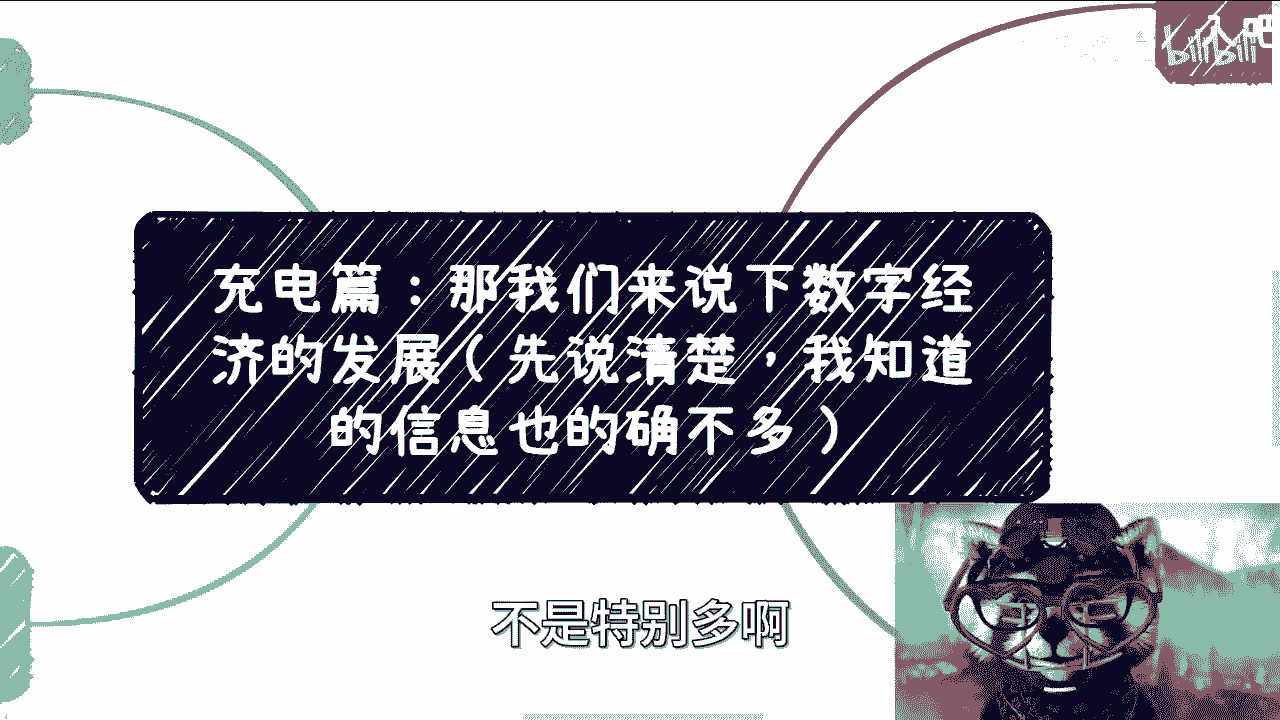 bilibili
充电篇：那我们来说下数字经
济的发展（先说清楚，我知道
的信息也的确不多）
不是特别多啊